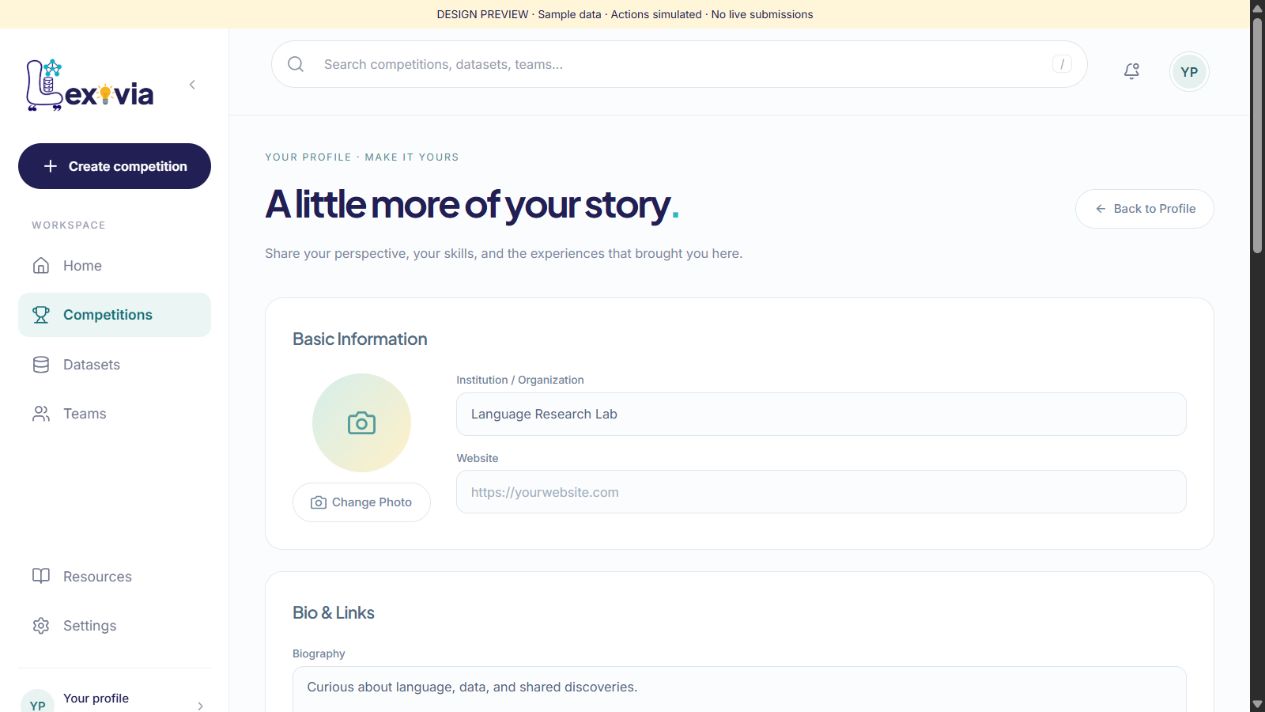 DESIGN PREVIEW · Sample data · Actions simulated · No live submissions
Lexovia
Search competitions, datasets, teams...
/
YP
Create competition
WORKSPACE
Home
Competitions
Datasets
Teams
Resources
Settings
YP
Your profile
YOUR PROFILE · MAKE IT YOURS
A little more of your story.
Back to Profile
Share your perspective, your skills, and the experiences that brought you here.
Basic Information
Change Photo
Institution / Organization
Language Research Lab
Website
https://yourwebsite.com
Bio & Links
Biography
Curious about language, data, and shared discoveries.